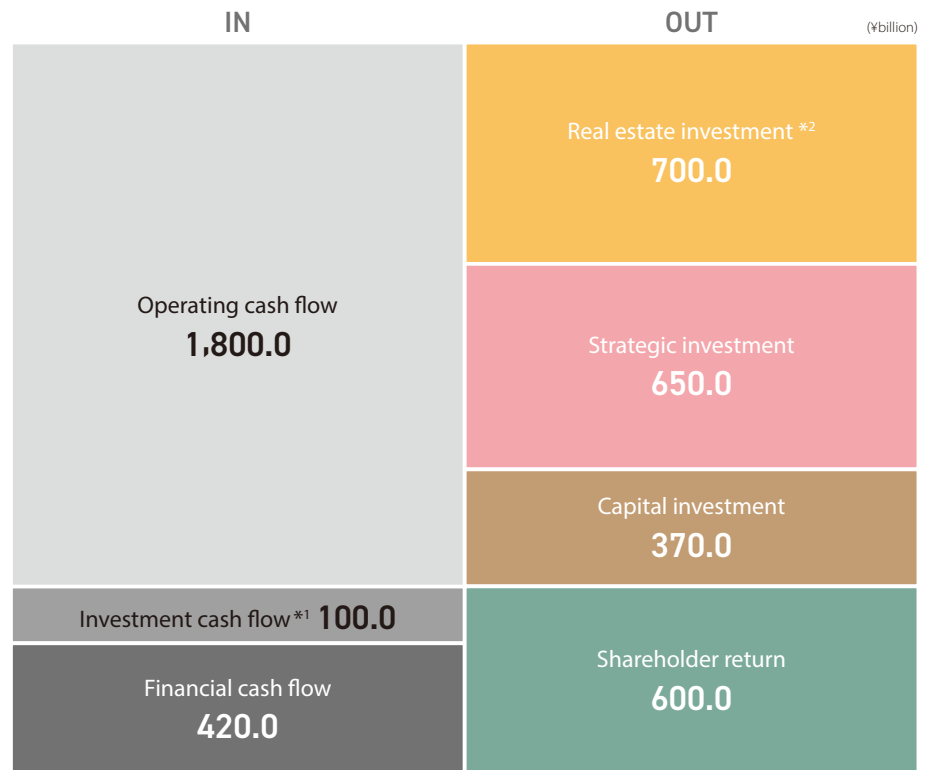 IN
OUT
(¥billion)
Operating cash flow
1,800.0
Investment cash flow *1 100.0
Financial cash flow
420.0
Real estate investment *2
700.0
Strategic investment
650.0
Capital investment
370.0
Shareholder return
600.0